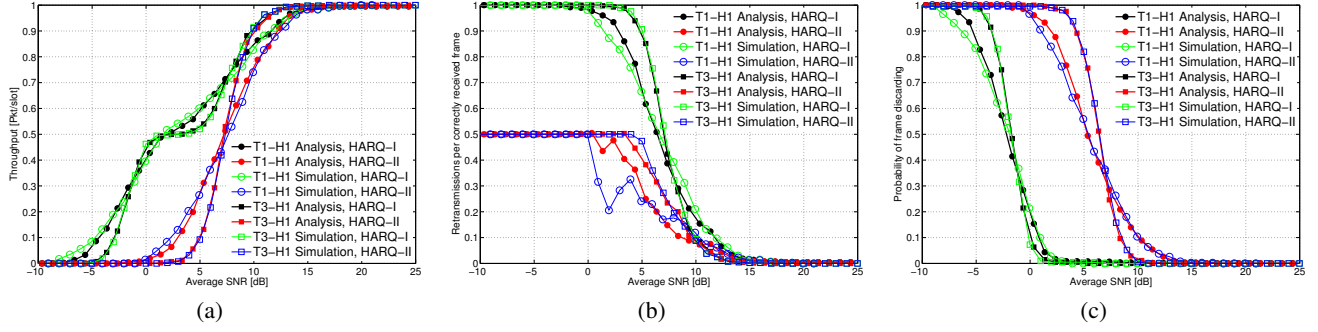 1
0.9
0.8
0.7
0.6
0.5
0.4
0.3
0.2
0.1
0
Throughput [Pkt/slot]
T1−H1 Analysis, HARQ−I
T1−H1 Analysis, HARQ−II
T1−H1 Simulation, HARQ−I
T1−H1 Simulation, HARQ−II
T3−H1 Analysis, HARQ−I
T3−H1 Analysis, HARQ−II
T3−H1 Simulation, HARQ−I
T3−H1 Simulation, HARQ−II
−10 −5 0 5 10 15 20 25
Average SNR [dB]
(a)
1
0.9
0.8
0.7
0.6
0.5
0.4
0.3
0.2
0.1
0
Retransmissions per correctly received frame
T1−H1 Analysis, HARQ−I
T1−H1 Analysis, HARQ−II
T1−H1 Simulation, HARQ−I
T1−H1 Simulation, HARQ−II
T3−H1 Analysis, HARQ−I
T3−H1 Analysis, HARQ−II
T3−H1 Simulation, HARQ−I
T3−H1 Simulation, HARQ−II
−10 −5 0 5 10 15 20 25
Average SNR [dB]
(b)
1
0.9
0.8
0.7
0.6
0.5
0.4
0.3
0.2
0.1
0
Probability of frame discarding
T1−H1 Analysis, HARQ−I
T1−H1 Analysis, HARQ−II
T1−H1 Simulation, HARQ−I
T1−H1 Simulation, HARQ−II
T3−H1 Analysis, HARQ−I
T3−H1 Analysis, HARQ−II
T3−H1 Simulation, HARQ−I
T3−H1 Simulation, HARQ−II
−10 −5 0 5 10 15 20 25
Average SNR [dB]
(c)